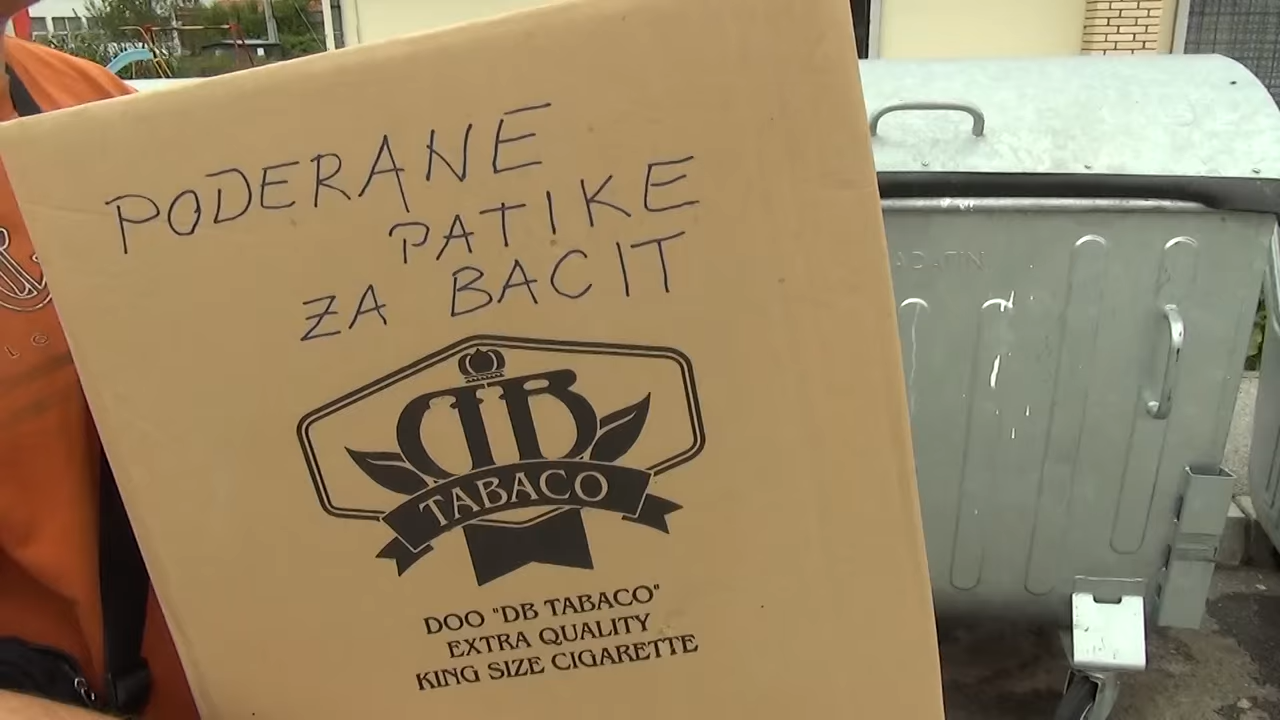 PODERANE
PATIKE
ZA BACIT
DB
TABACO
DOO "DB TABACO"
EXTRA QUALITY
KING SIZE CIGARETTE